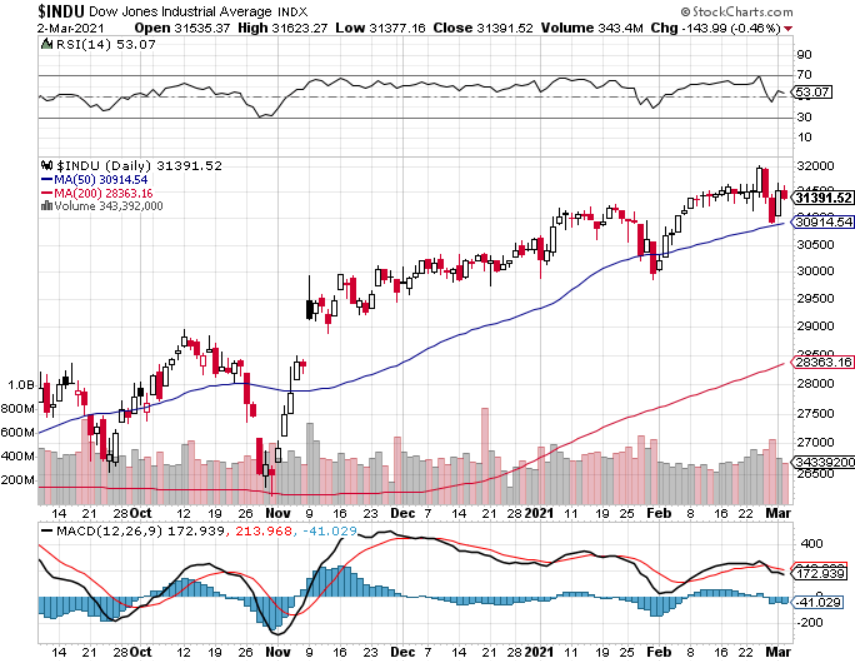 $INDU Dow Jones Industrial Average INDX
© StockCharts.com
2-Mar-2021 Open 31535.37 High 31623.27 Low 31377.16 Close 31391.52 Volume 343.4M Chg -143.99 (-0.46%)
RSI(14) 53.07
90
70
53.07
30
10
$INDU (Daily) 31391.52
MA(50) 30914.54
MA(200) 28363.16
Volume 343,392,000
32000
31391.52
30914.54
30500
30000
29500
29000
28363.16
28000
27500
27000
34339200
26500
1.0B
800M
600M
400M
200M
14 21 28 Oct 12 19 26 Nov 9 16 23 Dec 7 14 21 28 2021 11 19 25 Feb 8 16 22 Mar
MACD(12,26,9) 172.939, 213.968, -41.029
400
172.939
-41.029
-200
14 21 28 Oct 12 19 26 Nov 9 16 23 Dec 7 14 21 28 2021 11 19 25 Feb 8 16 22 Mar